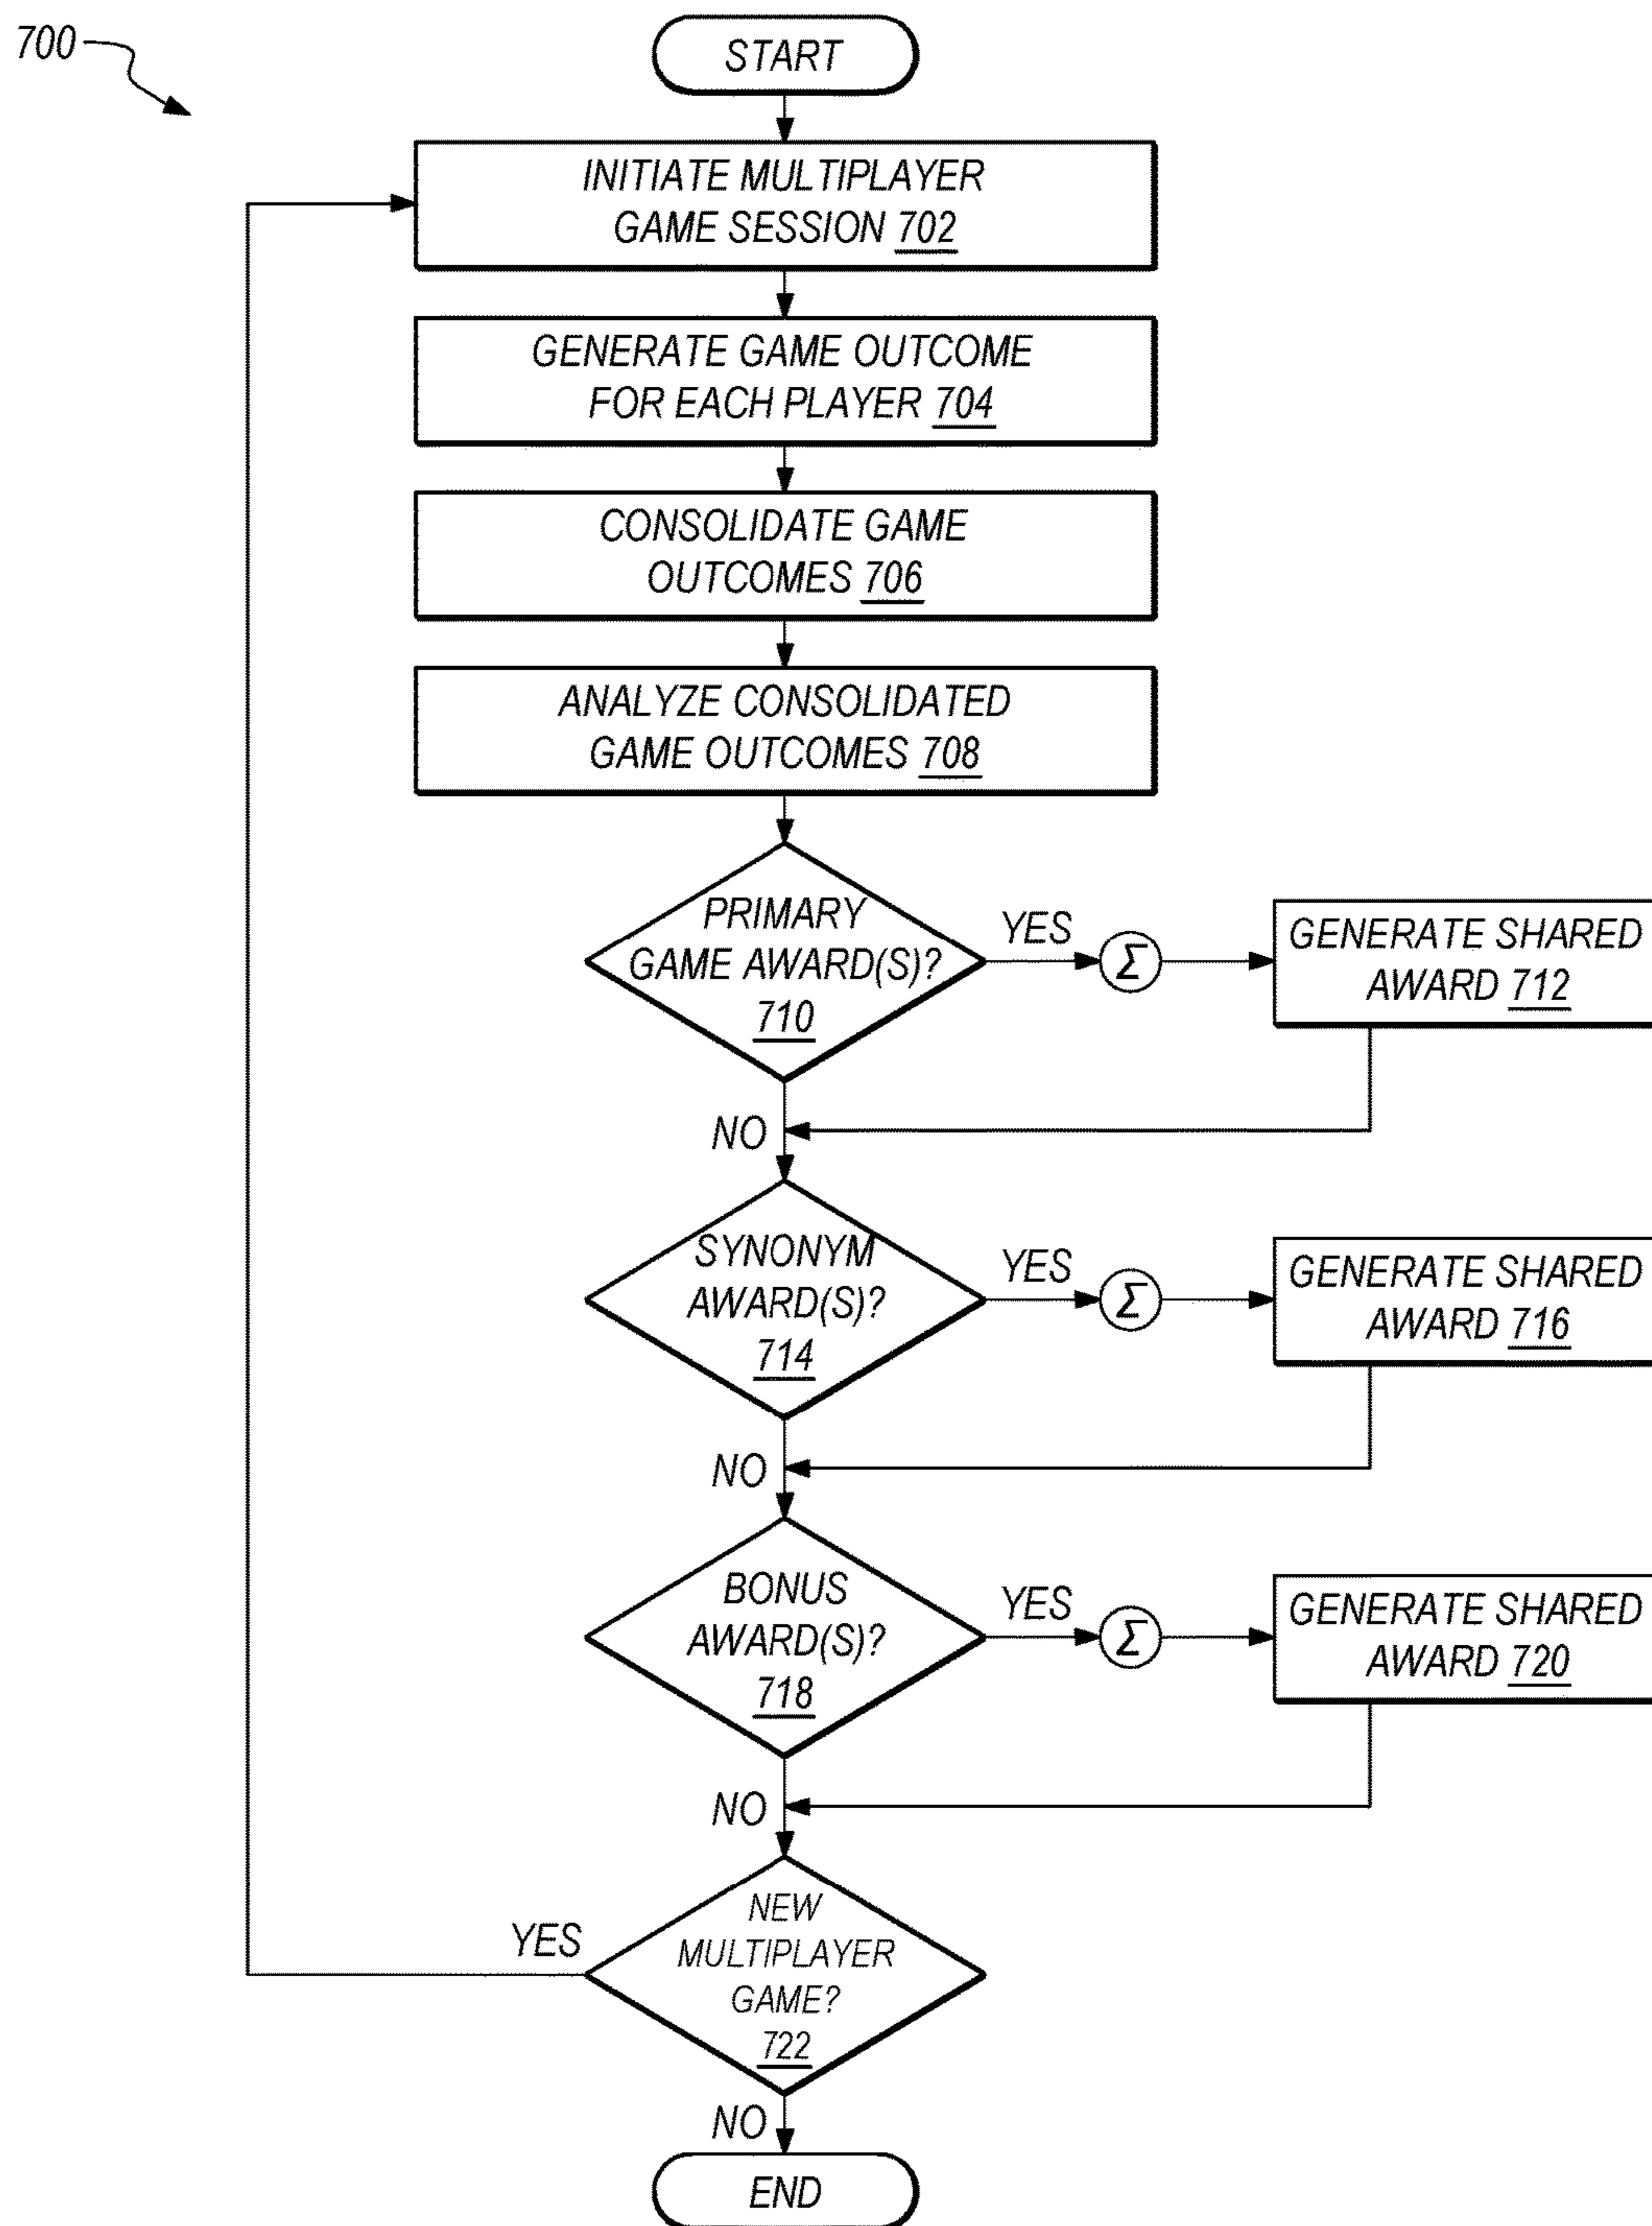 700
START
INITIATE MULTIPLAYER
GAME SESSION 702
GENERATE GAME OUTCOME
FOR EACH PLAYER 704
CONSOLIDATE GAME
OUTCOMES 706
ANALYZE CONSOLIDATED
GAME OUTCOMES 708
PRIMARY
GAME AWARD(S)?
710
YES
Σ
GENERATE SHARED
AWARD 712
NO
SYNONYM
AWARD(S)?
714
YES
Σ
GENERATE SHARED
AWARD 716
NO
BONUS
AWARD(S)?
718
YES
Σ
GENERATE SHARED
AWARD 720
NO
NEW
MULTIPLAYER
GAME?
722
YES
NO
END